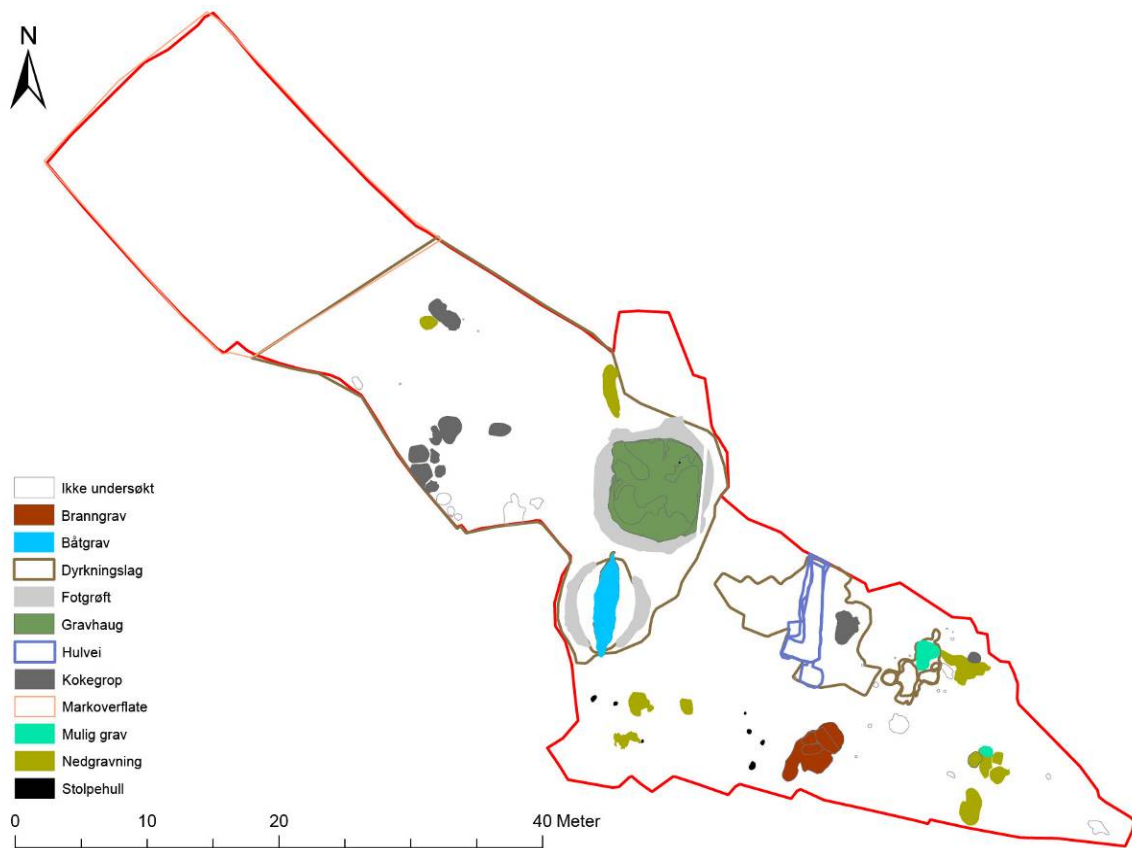 N
Ikke undersøkt
Branngrav
Båtgrav
Dyrkningslag
Fotgrøft
Gravhaug
Hulvei
Kokegrop
Markoverflate
Mulig grav
Nedgravning
Stolpehull
0 10 20 40 Meter